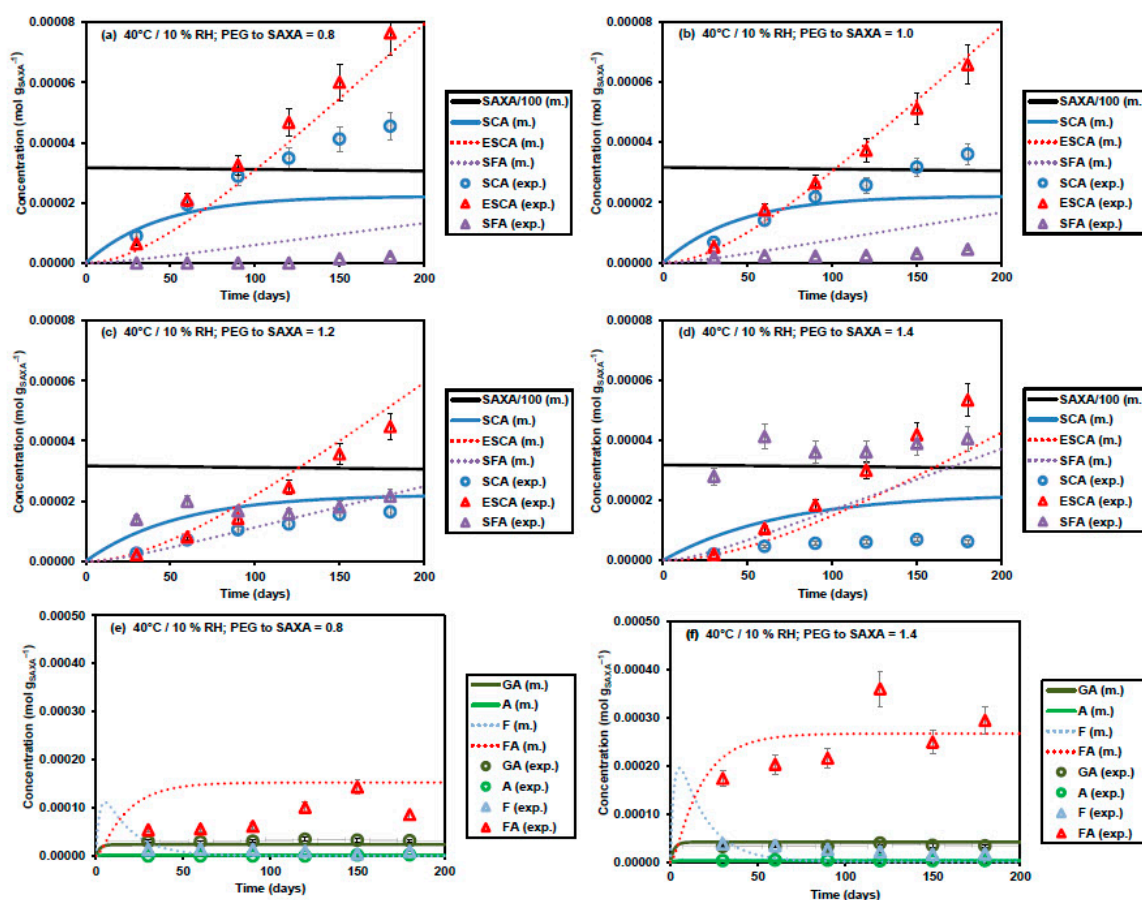 (a) 40°C / 10 % RH; PEG to SAXA = 0.8
Concentration (mol gSAXA⁻¹)
0.00008
0.00006
0.00004
0.00002
0.00000
0 50 100 150 200
Time (days)
SAXA/100 (m.)
SCA (m.)
ESCA (m.)
SFA (m.)
SCA (exp.)
ESCA (exp.)
SFA (exp.)
(b) 40°C / 10 % RH; PEG to SAXA = 1.0
Concentration (mol gSAXA⁻¹)
0.00008
0.00006
0.00004
0.00002
0.00000
0 50 100 150 200
Time (days)
SAXA/100 (m.)
SCA (m.)
ESCA (m.)
SFA (m.)
SCA (exp.)
ESCA (exp.)
SFA (exp.)
(c) 40°C / 10 % RH; PEG to SAXA = 1.2
Concentration (mol gSAXA⁻¹)
0.00008
0.00006
0.00004
0.00002
0.00000
0 50 100 150 200
Time (days)
SAXA/100 (m.)
SCA (m.)
ESCA (m.)
SFA (m.)
SCA (exp.)
ESCA (exp.)
SFA (exp.)
(d) 40°C / 10 % RH; PEG to SAXA = 1.4
Concentration (mol gSAXA⁻¹)
0.00008
0.00006
0.00004
0.00002
0.00000
0 50 100 150 200
Time (days)
SAXA/100 (m.)
SCA (m.)
ESCA (m.)
SFA (m.)
SCA (exp.)
ESCA (exp.)
SFA (exp.)
(e) 40°C / 10 % RH; PEG to SAXA = 0.8
Concentration (mol gSAXA⁻¹)
0.00050
0.00040
0.00030
0.00020
0.00010
0.00000
0 50 100 150 200
Time (days)
GA (m.)
A (m.)
F (m.)
FA (m.)
GA (exp.)
A (exp.)
F (exp.)
FA (exp.)
(f) 40°C / 10 % RH; PEG to SAXA = 1.4
Concentration (mol gSAXA⁻¹)
0.00050
0.00040
0.00030
0.00020
0.00010
0.00000
0 50 100 150 200
Time (days)
GA (m.)
A (m.)
F (m.)
FA (m.)
GA (exp.)
A (exp.)
F (exp.)
FA (exp.)